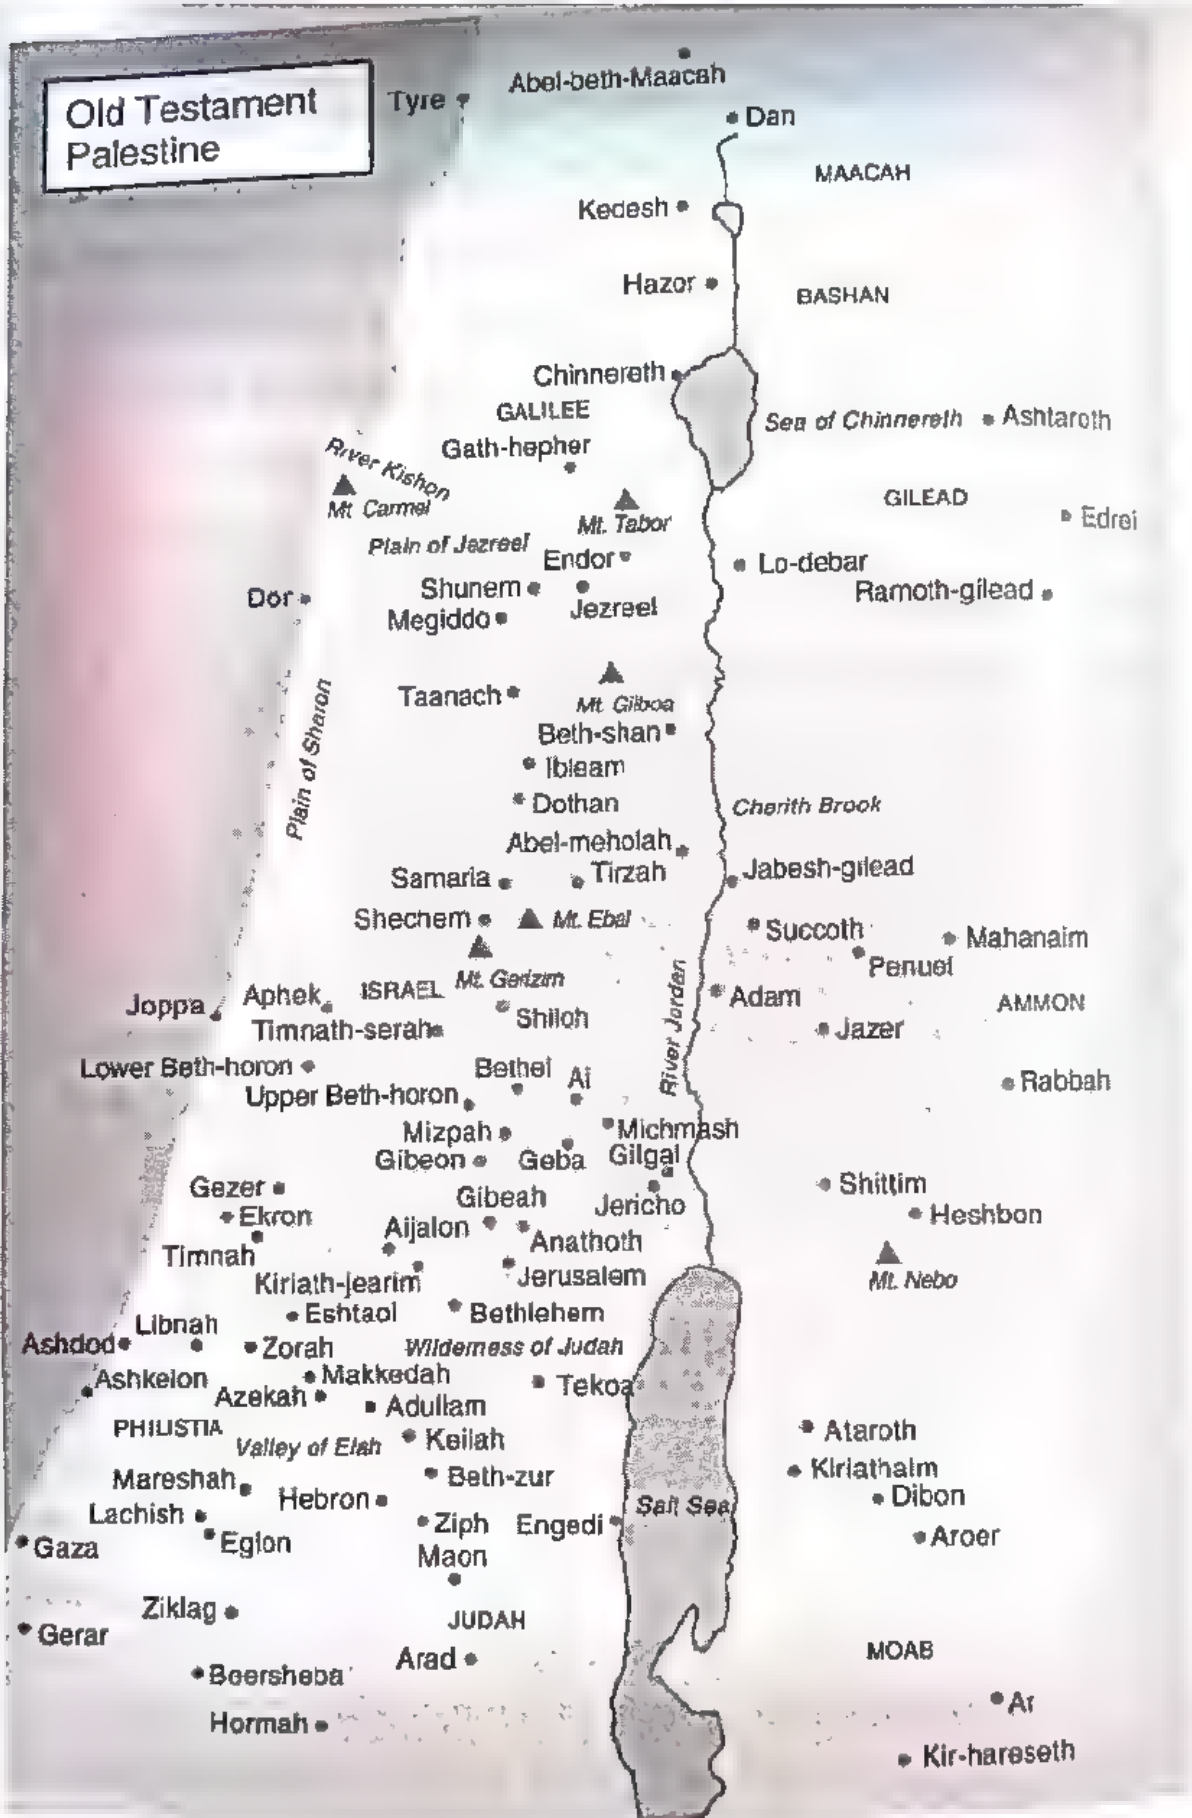 Old Testament
Palestine
Tyre
Abel-beth-Maacah
Dan
MAACAH
Kedesh
Hazor
BASHAN
Chinnereth
GALILEE
Sea of Chinnereth
Ashtaroth
Gath-hepher
River Kishon
Mt. Carmel
GILEAD
Mt. Tabor
Edrei
Plain of Jezreel
Endor
Lo-debar
Shunem
Ramoth-gilead
Dor
Jezreel
Megiddo
Taanach
Mt. Gilboa
Plain of Sharon
Beth-shan
Ibleam
Dothan
Cherith Brook
Abel-meholah
Samaria
Tirzah
Jabesh-gilead
Shechem
Mt. Ebal
Succoth
Mahanaim
Penuel
Mt. Gerizim
ISRAEL
Aphek
Joppa
River Jordan
Adam
AMMON
Shiloh
Timnath-serah
Jazer
Lower Beth-horon
Bethel
Ai
Rabbah
Upper Beth-horon
Mizpah
Michmash
Gibeon
Geba
Gilgal
Gezer
Gibeah
Jericho
Shittim
Ekron
Aijalon
Heshbon
Timnah
Anathoth
Kiriath-jearim
Jerusalem
Mt. Nebo
Eshtaol
Bethlehem
Libnah
Ashdod
Zorah
Wilderness of Judah
Ashkelon
Makkedah
Tekoa
Azekah
Adullam
PHILISTIA
Valley of Elah
Keilah
Ataroth
Mareshah
Beth-zur
Kiriathaim
Hebron
Dibon
Lachish
Salt Sea
Ziph
Engedi
Eglon
Aroer
Gaza
Maon
Ziklag
JUDAH
Gerar
Arad
MOAB
Beersheba
Ar
Hormah
Kir-hareseth